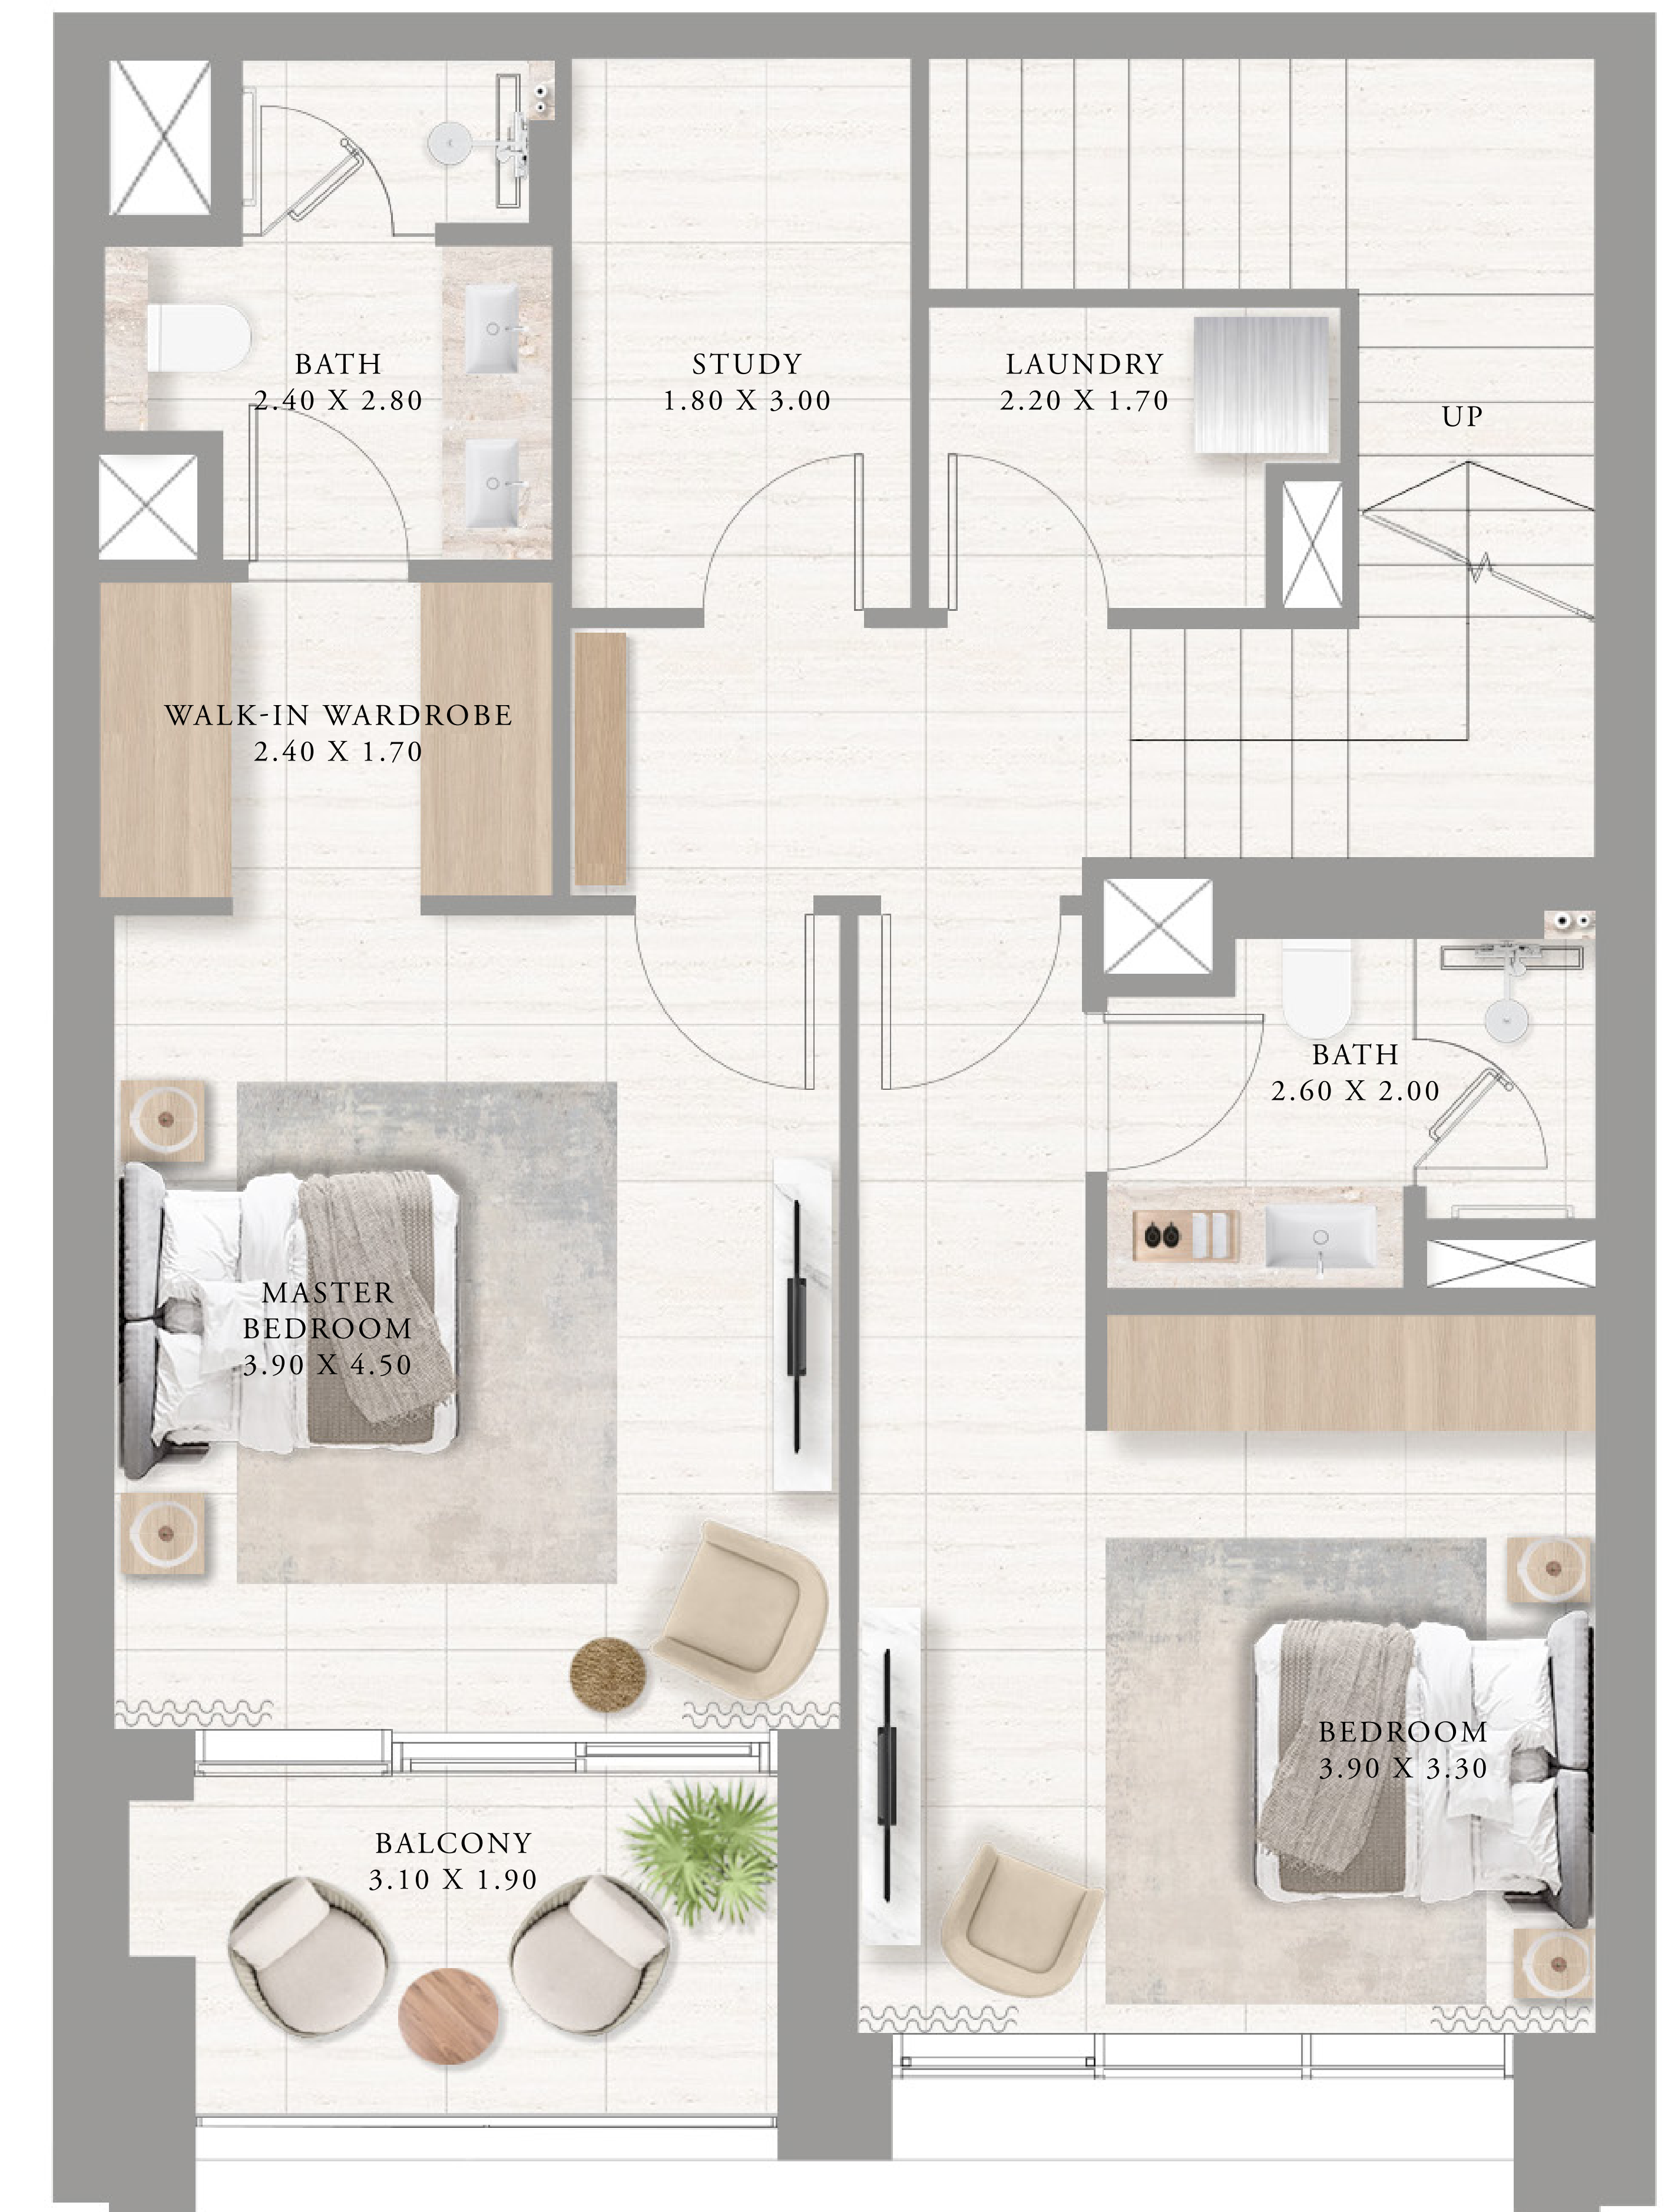 BATH
2.40 X 2.80
STUDY
1.80 X 3.00
LAUNDRY
2.20 X 1.70
UP
WALK-IN WARDROBE
2.40 X 1.70
BATH
2.60 X 2.00
MASTER
BEDROOM
3.90 X 4.50
BEDROOM
3.90 X 3.30
BALCONY
3.10 X 1.90